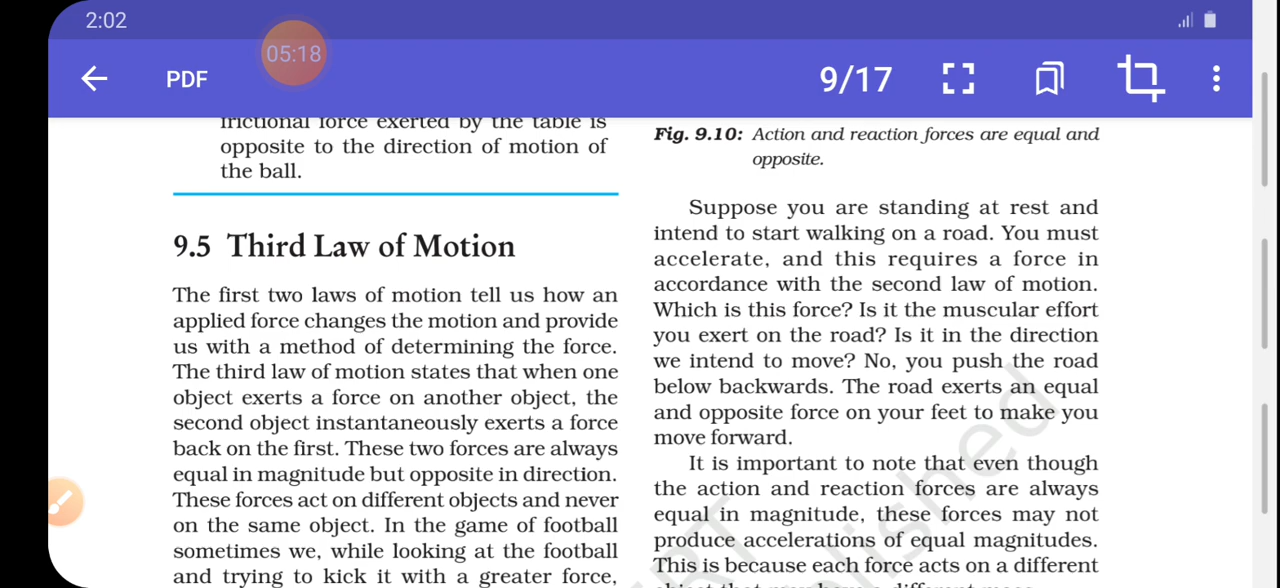 2:02
05:18
PDF
9/17
frictional force exerted by the table is
opposite to the direction of motion of
the ball.
9.5 Third Law of Motion
The first two laws of motion tell us how an
applied force changes the motion and provide
us with a method of determining the force.
The third law of motion states that when one
object exerts a force on another object, the
second object instantaneously exerts a force
back on the first. These two forces are always
equal in magnitude but opposite in direction.
These forces act on different objects and never
on the same object. In the game of football
sometimes we, while looking at the football
and trying to kick it with a greater force,
Fig. 9.10: Action and reaction forces are equal and
opposite.
Suppose you are standing at rest and
intend to start walking on a road. You must
accelerate, and this requires a force in
accordance with the second law of motion.
Which is this force? Is it the muscular effort
you exert on the road? Is it in the direction
we intend to move? No, you push the road
below backwards. The road exerts an equal
and opposite force on your feet to make you
move forward.
It is important to note that even though
the action and reaction forces are always
equal in magnitude, these forces may not
produce accelerations of equal magnitudes.
This is because each force acts on a different
object that may have a different mass.